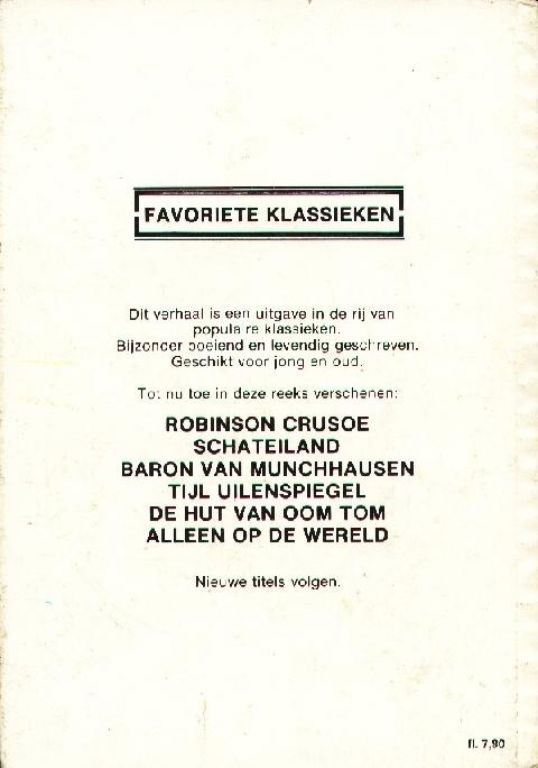 FAVORIETE KLASSIEKEN
Dit verhaal is een uitgave in de rij van
populaire klassieken.
Bijzonder boeiend en levendig geschreven.
Geschikt voor jong en oud.
Tot nu toe in deze reeks verschenen:
ROBINSON CRUSOE
SCHATEILAND
BARON VAN MUNCHHAUSEN
TIJL UILENSPIEGEL
DE HUT VAN OOM TOM
ALLEEN OP DE WERELD
Nieuwe titels volgen.
fl. 7,90